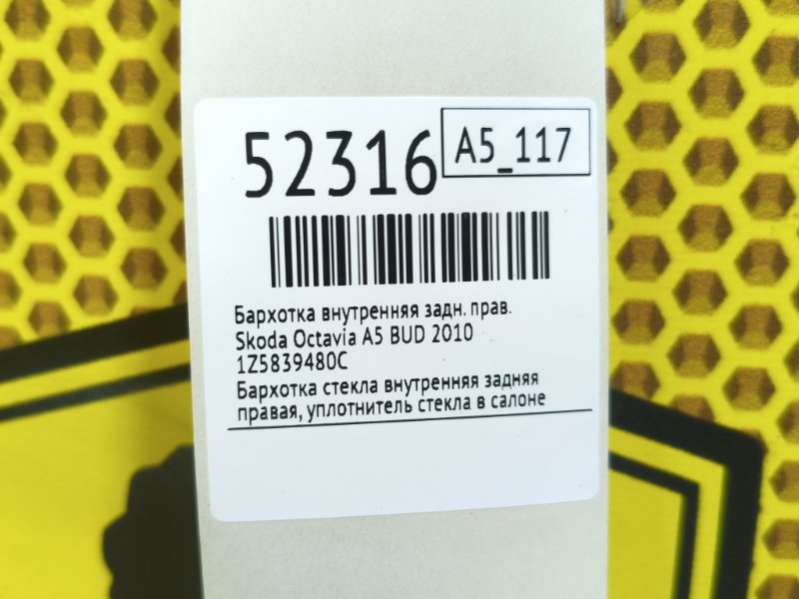 52316
A5_117
Бархотка внутренняя задн. прав.
Skoda Octavia A5 BUD 2010
1Z5839480C
Бархотка стекла внутренняя задняя
правая, уплотнитель стекла в салоне